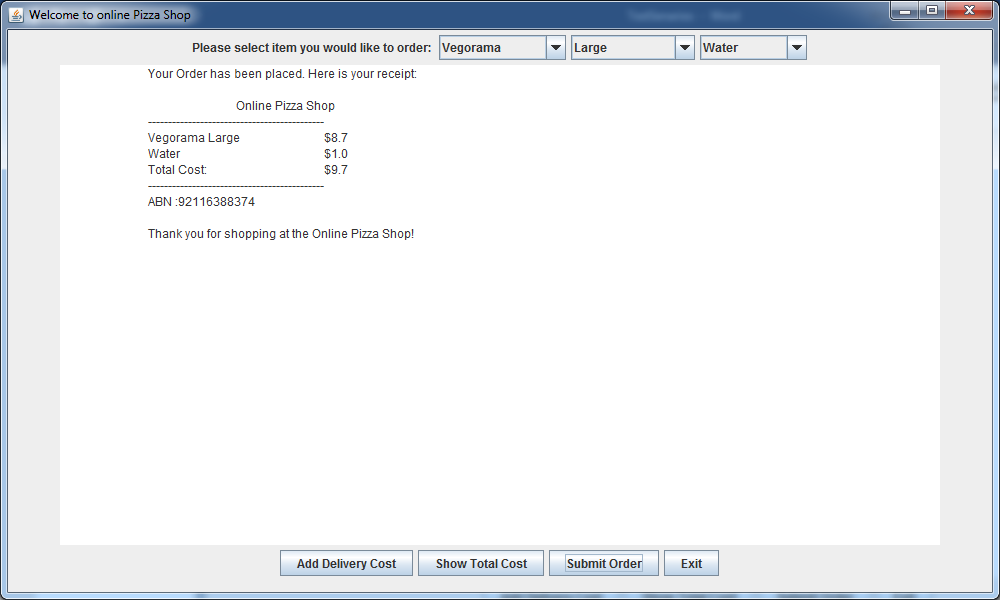 Welcome to online Pizza Shop
Please select item you would like to order: Vegorama Large Water
Your Order has been placed. Here is your receipt:
Online Pizza Shop
--------------------------------------------
Vegorama Large $8.7
Water $1.0
Total Cost: $9.7
--------------------------------------------
ABN :92116388374
Thank you for shopping at the Online Pizza Shop!
Add Delivery Cost Show Total Cost Submit Order Exit